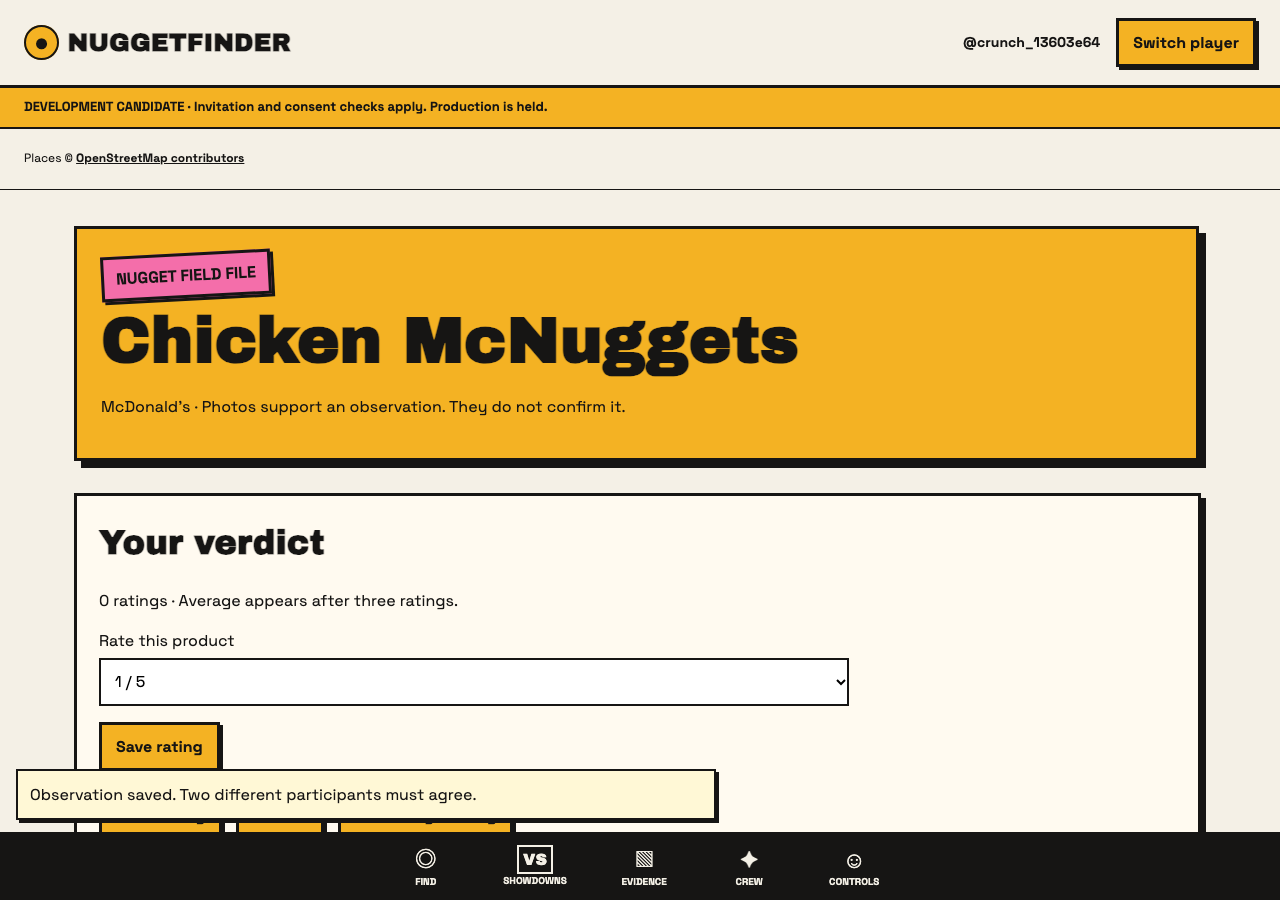 NUGGETFINDER
@crunch_13603e64
Switch player
DEVELOPMENT CANDIDATE · Invitation and consent checks apply. Production is held.
Places © OpenStreetMap contributors
NUGGET FIELD FILE
Chicken McNuggets
McDonald's · Photos support an observation. They do not confirm it.
Your verdict
0 ratings · Average appears after three ratings.
Rate this product
1 / 5
Save rating
Observation saved. Two different participants must agree.
FIND
VS
SHOWDOWNS
EVIDENCE
CREW
CONTROLS